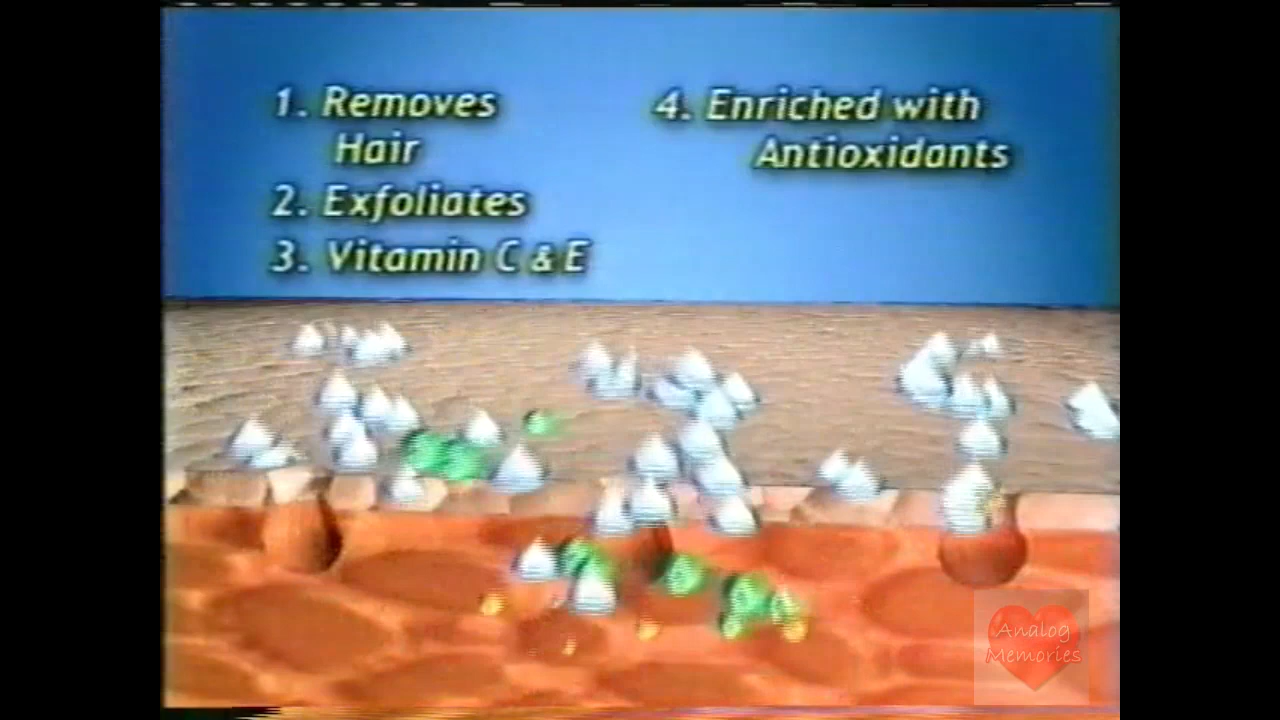 1. Removes
Hair
2. Exfoliates
3. Vitamin C & E
4. Enriched with
Antioxidants
Analog
Memories